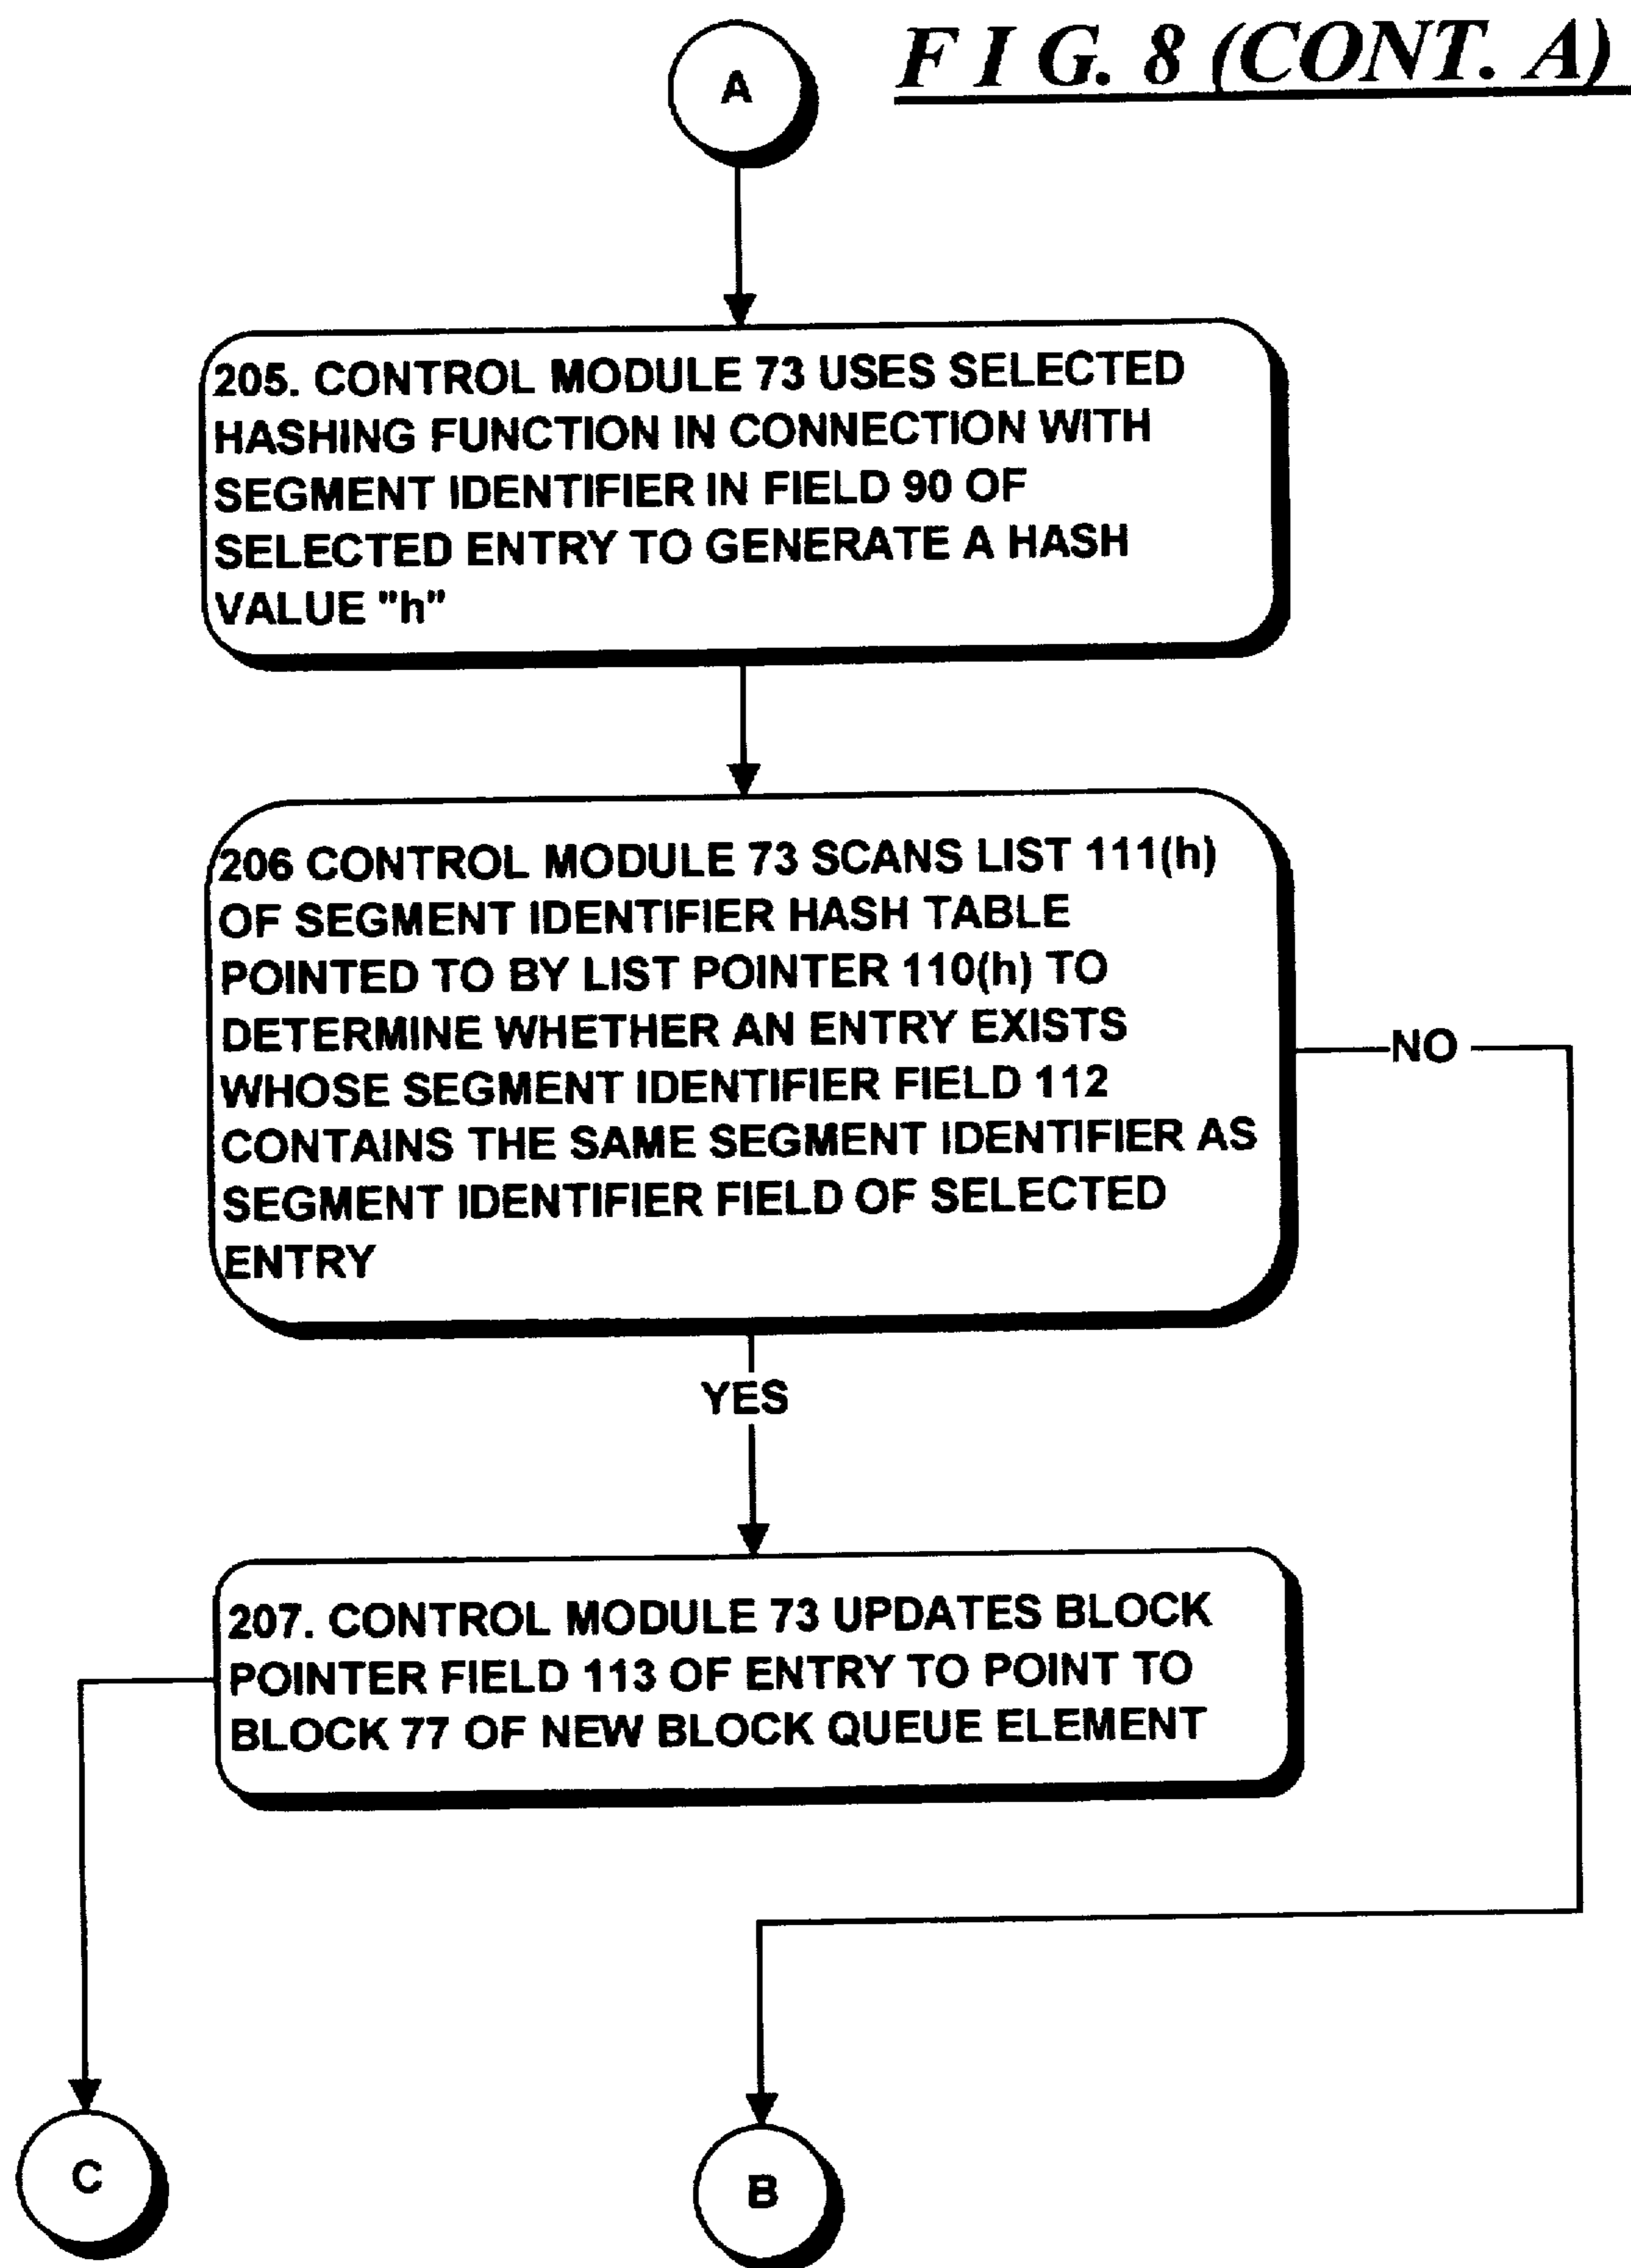 A
F I G. 8 (CONT. A)
205. CONTROL MODULE 73 USES SELECTED
HASHING FUNCTION IN CONNECTION WITH
SEGMENT IDENTIFIER IN FIELD 90 OF
SELECTED ENTRY TO GENERATE A HASH
VALUE "h"
206 CONTROL MODULE 73 SCANS LIST 111(h)
OF SEGMENT IDENTIFIER HASH TABLE
POINTED TO BY LIST POINTER 110(h) TO
DETERMINE WHETHER AN ENTRY EXISTS
WHOSE SEGMENT IDENTIFIER FIELD 112
CONTAINS THE SAME SEGMENT IDENTIFIER AS
SEGMENT IDENTIFIER FIELD OF SELECTED
ENTRY
NO
YES
207. CONTROL MODULE 73 UPDATES BLOCK
POINTER FIELD 113 OF ENTRY TO POINT TO
BLOCK 77 OF NEW BLOCK QUEUE ELEMENT
C
B